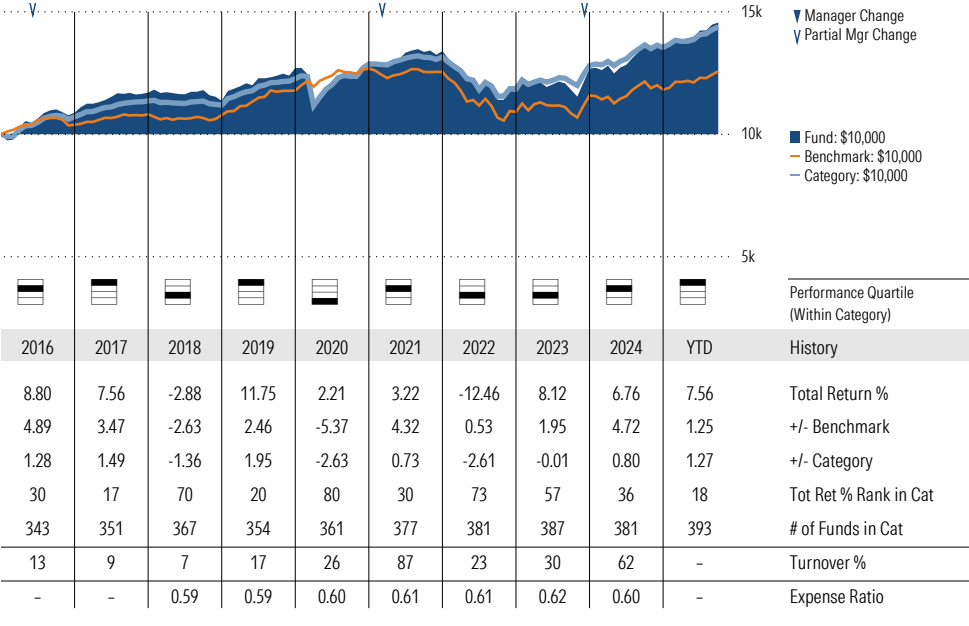 15k
Manager Change
Partial Mgr Change
10k
Fund: $10,000
Benchmark: $10,000
Category: $10,000
5k
Performance Quartile
(Within Category)
2016 2017 2018 2019 2020 2021 2022 2023 2024 YTD History
8.80 7.56 -2.88 11.75 2.21 3.22 -12.46 8.12 6.76 7.56 Total Return %
4.89 3.47 -2.63 2.46 -5.37 4.32 0.53 1.95 4.72 1.25 +/- Benchmark
1.28 1.49 -1.36 1.95 -2.63 0.73 -2.61 -0.01 0.80 1.27 +/- Category
30 17 70 20 80 30 73 57 36 18 Tot Ret % Rank in Cat
343 351 367 354 361 377 381 387 381 393 # of Funds in Cat
13 9 7 17 26 87 23 30 62 – Turnover %
– – 0.59 0.59 0.60 0.61 0.61 0.62 0.60 – Expense Ratio